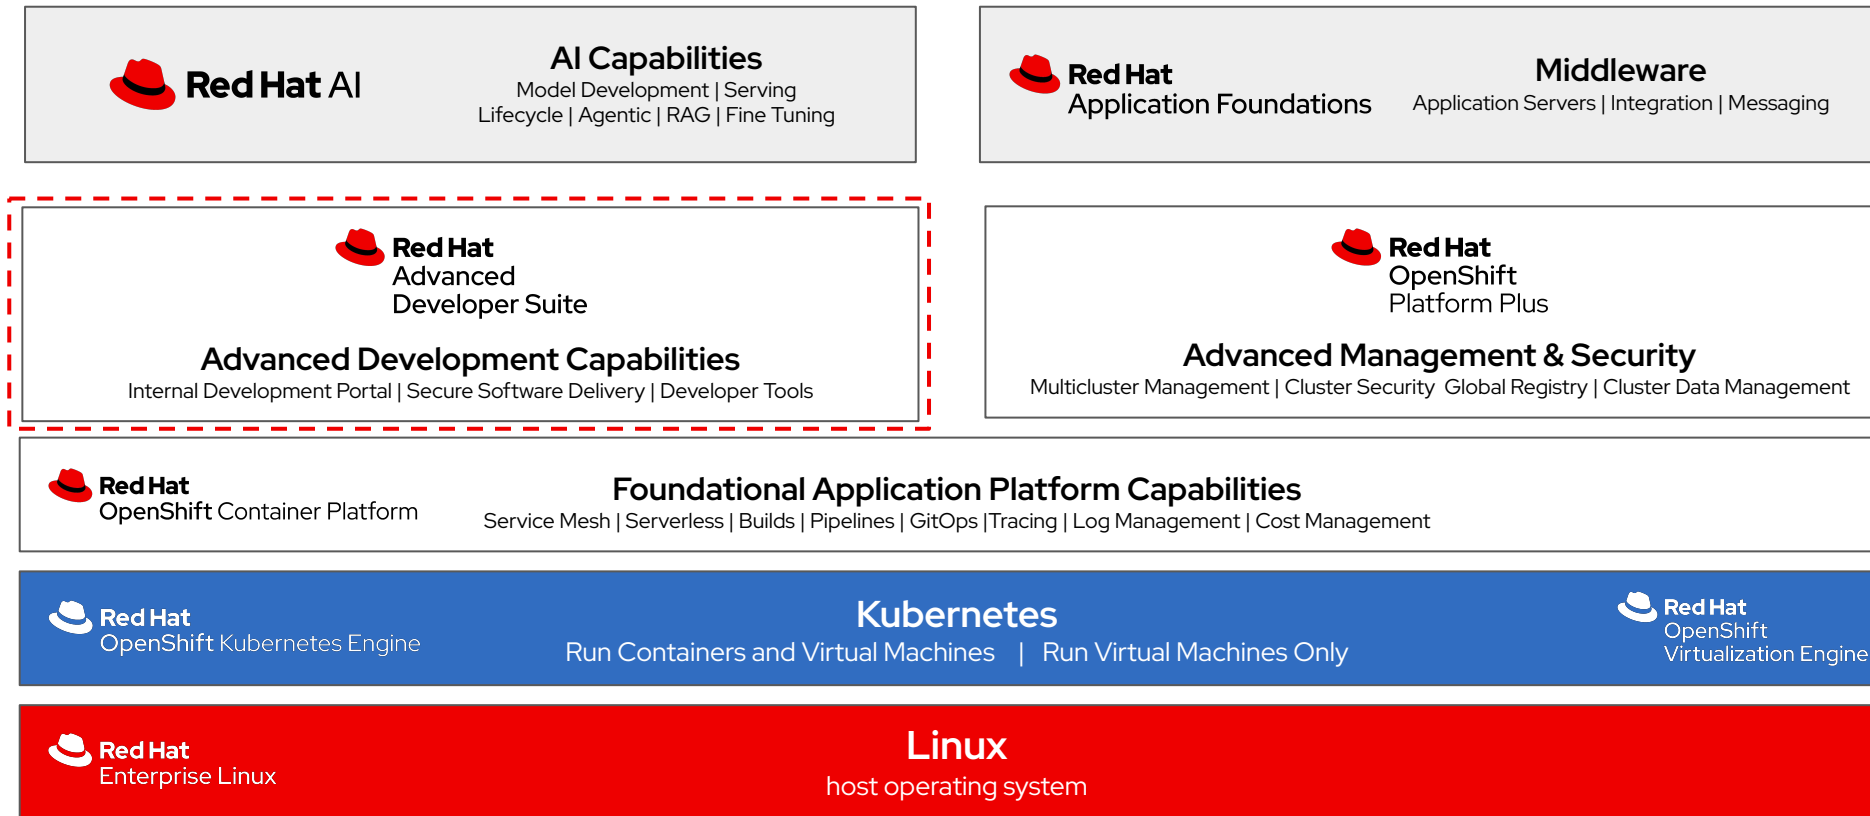 Red Hat AI
AI Capabilities
Model Development | Serving
Lifecycle | Agentic | RAG | Fine Tuning
Red Hat
Application Foundations
Middleware
Application Servers | Integration | Messaging
Red Hat
Advanced
Developer Suite
Advanced Development Capabilities
Internal Development Portal | Secure Software Delivery | Developer Tools
Red Hat
OpenShift
Platform Plus
Advanced Management & Security
Multicluster Management | Cluster Security  Global Registry | Cluster Data Management
Red Hat
OpenShift Container Platform
Foundational Application Platform Capabilities
Service Mesh | Serverless | Builds | Pipelines | GitOps |Tracing | Log Management | Cost Management
Red Hat
OpenShift Kubernetes Engine
Kubernetes
Run Containers and Virtual Machines | Run Virtual Machines Only
Red Hat
OpenShift
Virtualization Engine
Red Hat
Enterprise Linux
Linux
host operating system